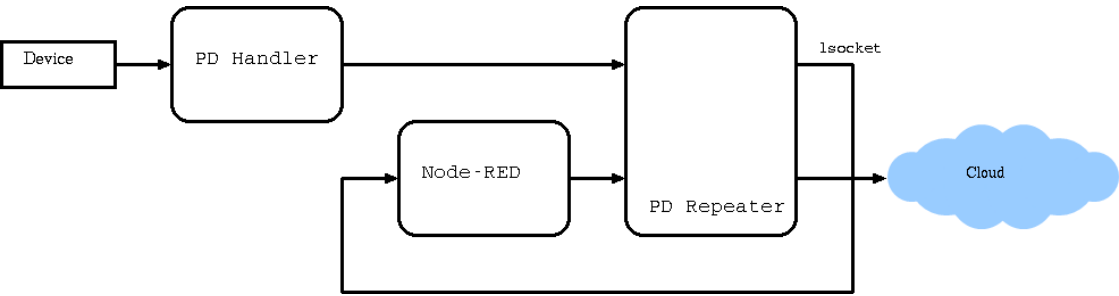 Device
PD Handler
lsocket
Node-RED
Cloud
PD Repeater